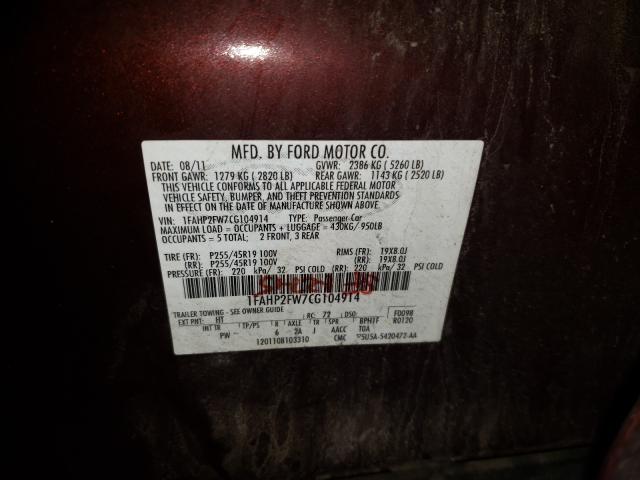 MFD. BY FORD MOTOR CO.
DATE: 08/11 GVWR: 2386 KG ( 5260 LB)
FRONT GAWR: 1279 KG ( 2820 LB) REAR GAWR: 1143 KG ( 2520 LB)
THIS VEHICLE CONFORMS TO ALL APPLICABLE FEDERAL MOTOR
VEHICLE SAFETY, BUMPER, AND THEFT PREVENTION STANDARDS
IN EFFECT ON THE DATE OF MANUFACTURE SHOWN ABOVE.
VIN: 1FAHP2FW7CG104914 TYPE: Passenger Car
MAXIMUM LOAD = OCCUPANTS + LUGGAGE = 430KG/ 950LB
OCCUPANTS = 5 TOTAL: 2 FRONT, 3 REAR
TIRE (FR): P255/45R19 100V RIMS (FR): 19X8.0J
(RR): P255/45R19 100V (RR): 19X8.0J
PRESSURE (FR): 220 kPa/ 32 PSI COLD (RR): 220 kPa/ 32 PSI COLD
1FAHP2FW7CG104914
TRAILER TOWING - SEE OWNER GUIDE RC: 72 DSO: FD098
EXT PNT: HT R0120
INT TR TP/PS R AXLE TR SPR BPHTF
PW 6 2A J AACC TOA
1201108103310 CMC 5U5A-5420472-AA